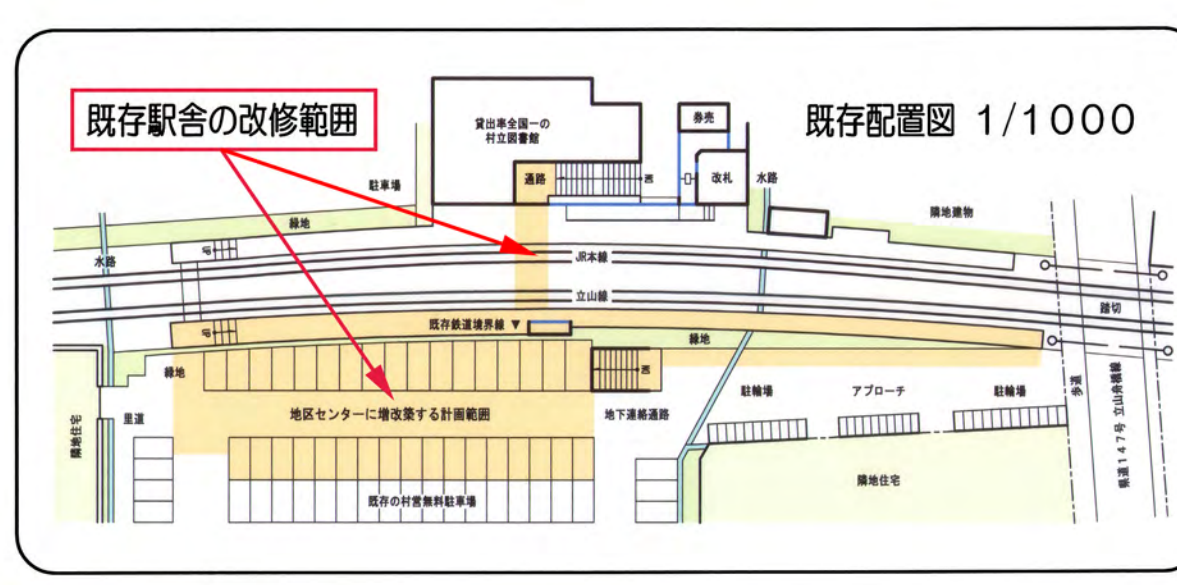 既存駅舎の改修範囲
既存配置図 1/1000
貸出率全国一の
村立図書館
券売
通路
改札
水路
駐車場
緑地
隣地建物
水路
JR本線
立山線
踏切
既存鉄道境界線 ▼
緑地
緑地
里道
地区センターに増改築する計画範囲
地下連絡通路
駐輪場
アプローチ
駐輪場
歩道
県道147号 立山舟橋線
隣地住宅
隣地住宅
既存の村営無料駐車場